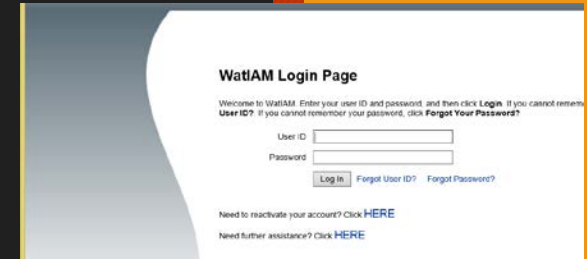 WatIAM Login Page
Welcome to WatIAM. Enter your user ID and password, and then click Login. If you cannot
User ID? If you cannot remember your password, click Forgot Your Password?
User ID
Password
Log In Forgot User ID? Forgot Password?
Need to reactivate your account? Click HERE
Need further assistance? Click HERE